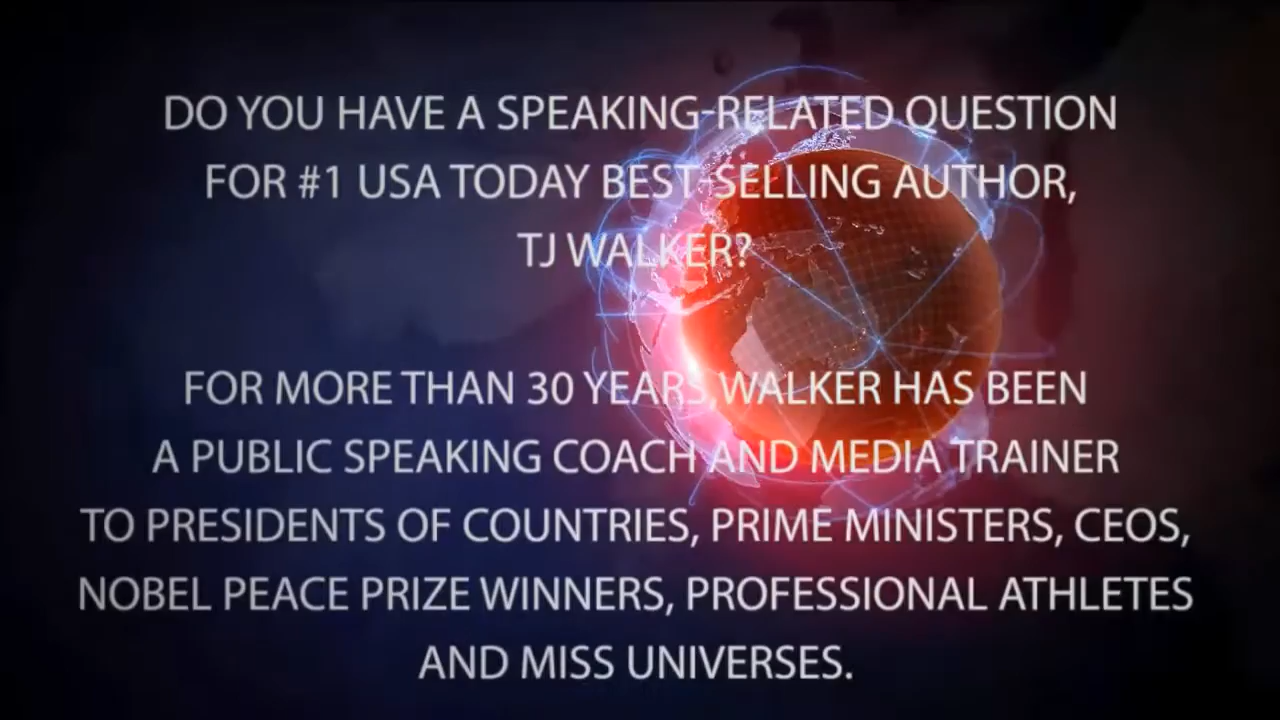 DO YOU HAVE A SPEAKING-RELATED QUESTION
FOR #1 USA TODAY BEST-SELLING AUTHOR,
TJ WALKER?
FOR MORE THAN 30 YEARS, WALKER HAS BEEN
A PUBLIC SPEAKING COACH AND MEDIA TRAINER
TO PRESIDENTS OF COUNTRIES, PRIME MINISTERS, CEOS,
NOBEL PEACE PRIZE WINNERS, PROFESSIONAL ATHLETES
AND MISS UNIVERSES.